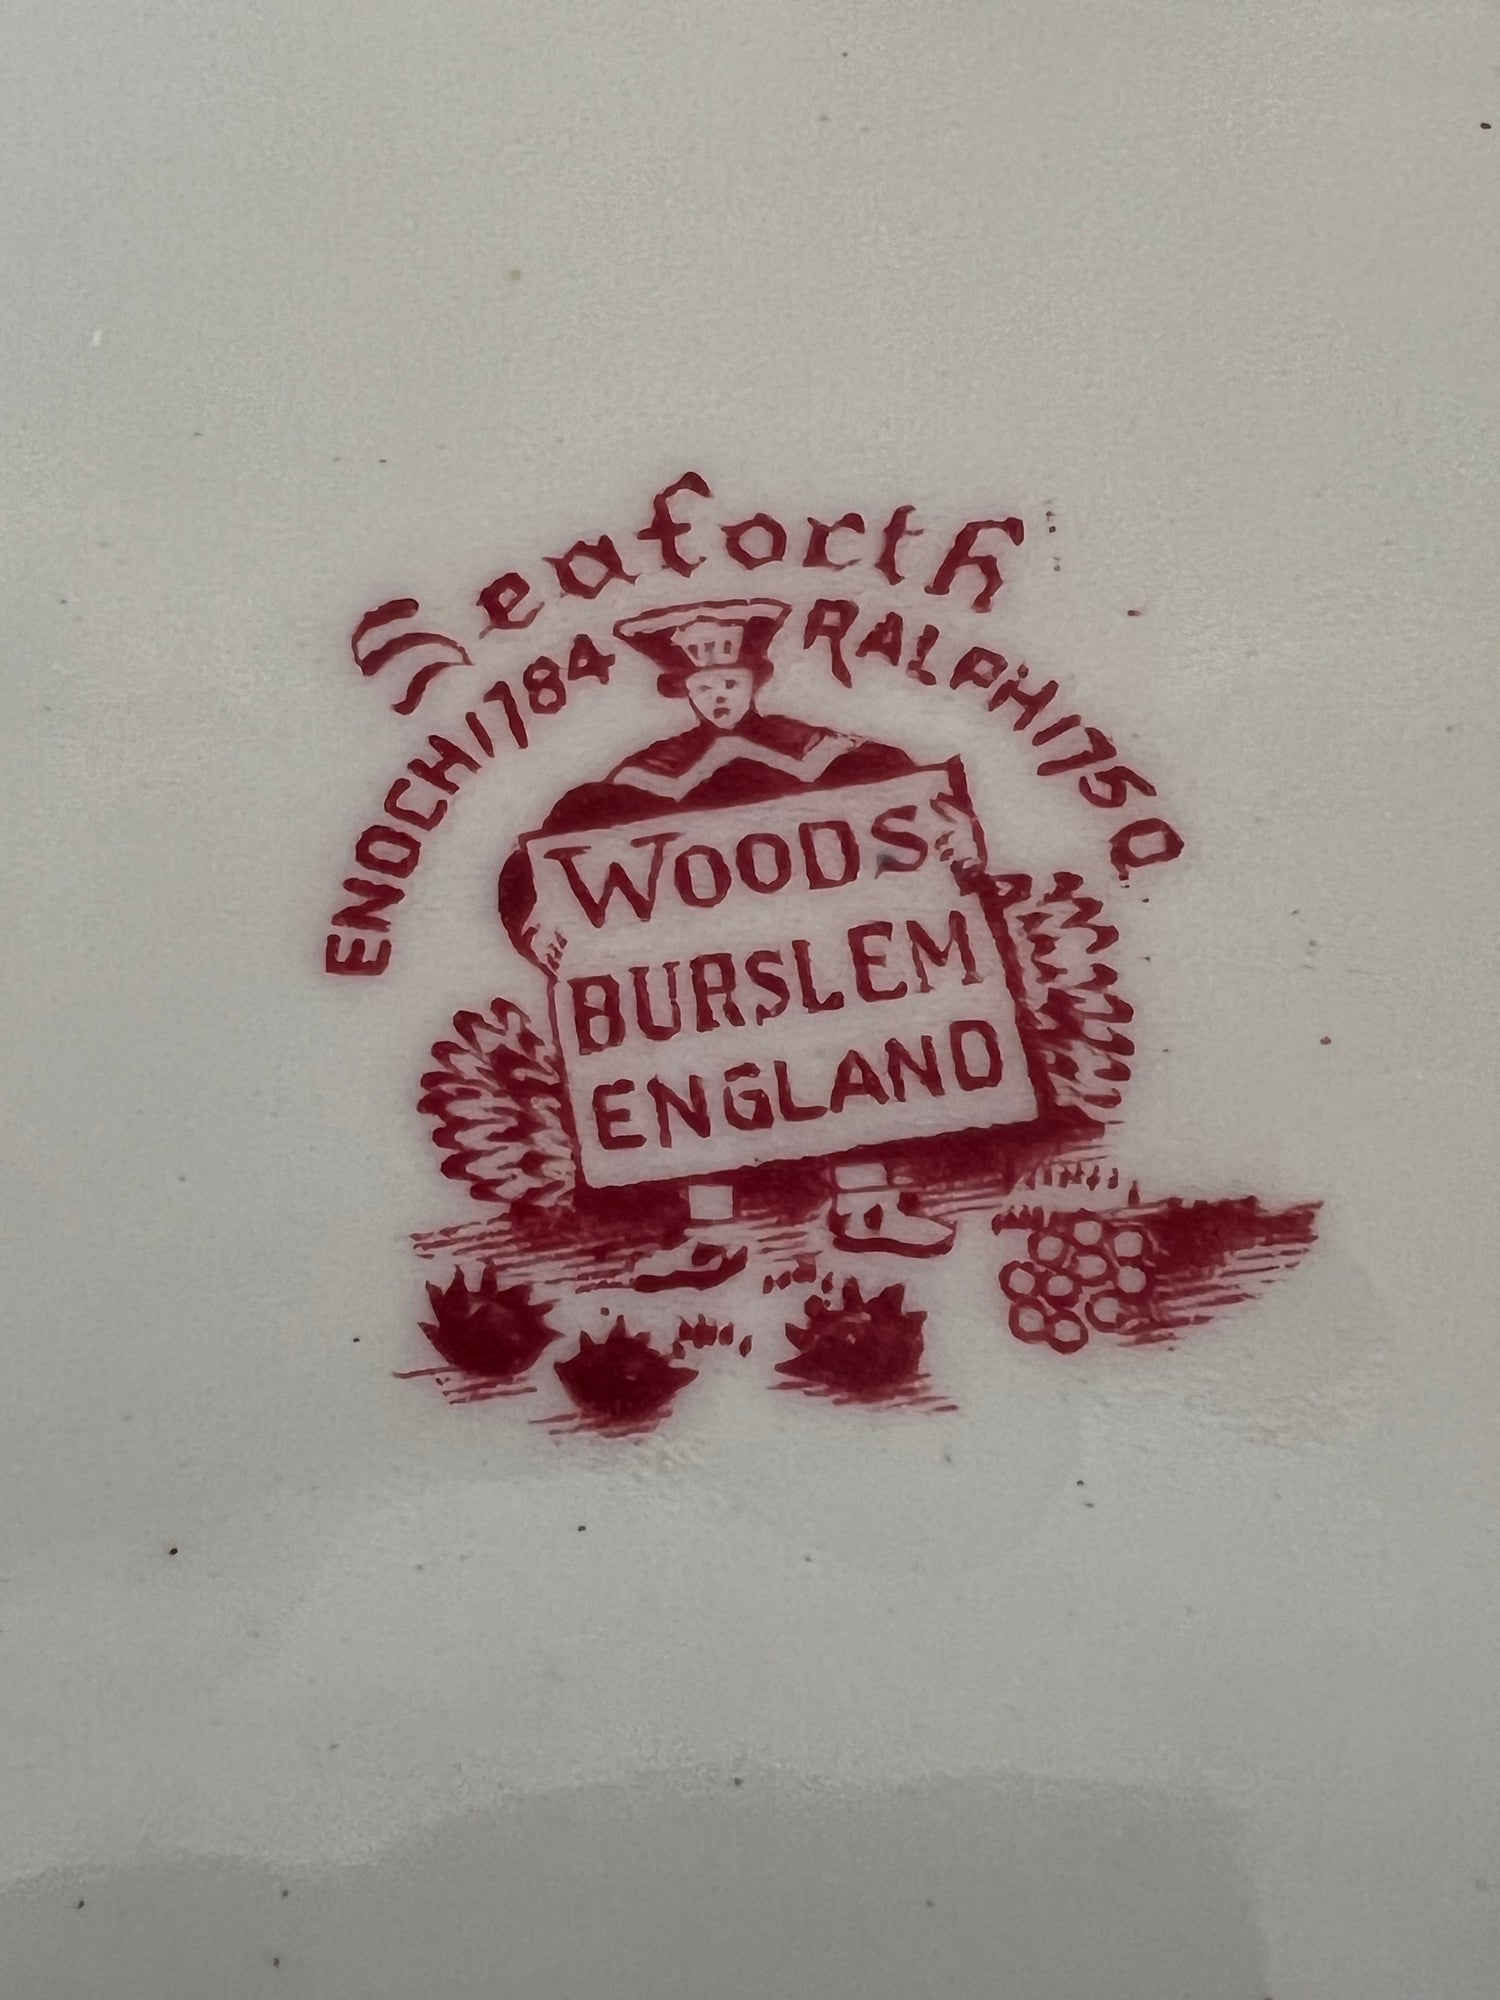 Seaforth
ENOCH 1784 RALPH 1750
WOODS
BURSLEM
ENGLAND